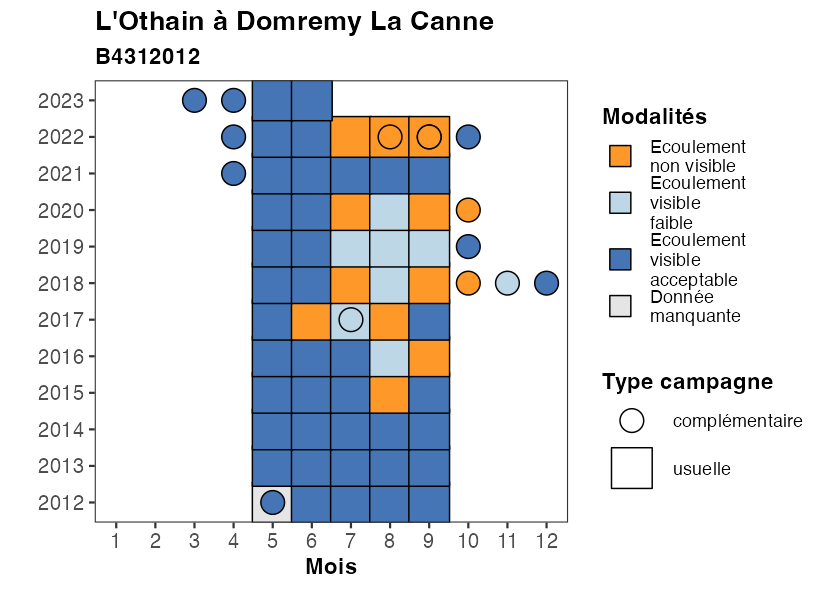 L'Othain à Domremy La Canne
B4312012
2023
2022
2021
2020
2019
2018
2017
2016
2015
2014
2013
2012
1 2 3 4 5 6 7 8 9 10 11 12
Mois
Modalités
Ecoulement
non visible
Ecoulement
visible
faible
Ecoulement
visible
acceptable
Donnée
manquante
Type campagne
complémentaire
usuelle